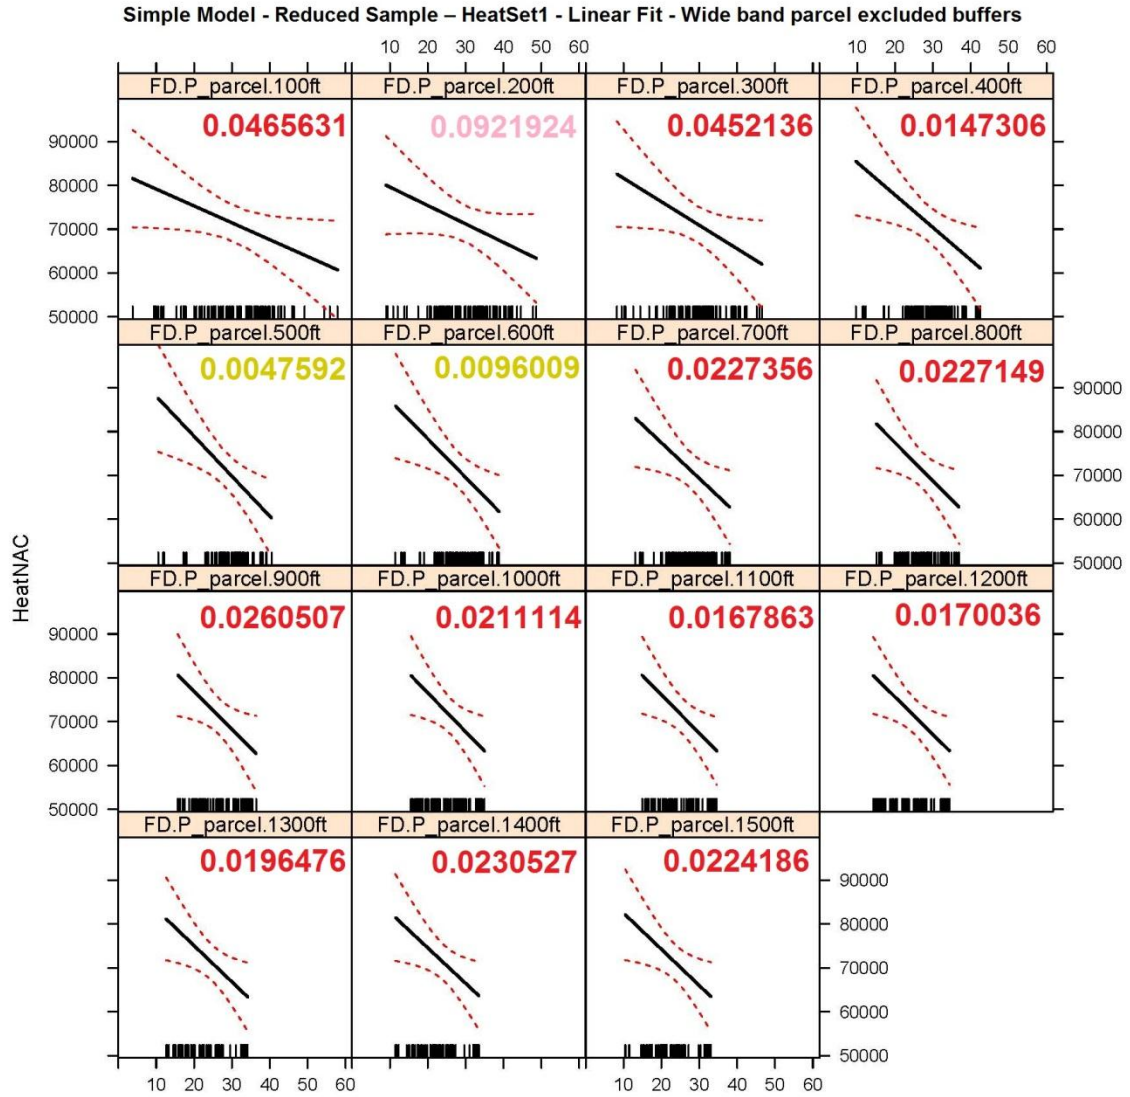 Simple Model - Reduced Sample – HeatSet1 - Linear Fit - Wide band parcel excluded buffers
10 20 30 40 50 60 10 20 30 40 50 60
FD.P_parcel.100ft FD.P_parcel.200ft FD.P_parcel.300ft FD.P_parcel.400ft
0.0465631 0.0921924 0.0452136 0.0147306
90000
80000
70000
60000
50000
FD.P_parcel.500ft FD.P_parcel.600ft FD.P_parcel.700ft FD.P_parcel.800ft
0.0047592 0.0096009 0.0227356 0.0227149
90000
80000
70000
60000
50000
HeatNAC
FD.P_parcel.900ft FD.P_parcel.1000ft FD.P_parcel.1100ft FD.P_parcel.1200ft
0.0260507 0.0211114 0.0167863 0.0170036
90000
80000
70000
60000
50000
FD.P_parcel.1300ft FD.P_parcel.1400ft FD.P_parcel.1500ft
0.0196476 0.0230527 0.0224186
90000
80000
70000
60000
50000
10 20 30 40 50 60 10 20 30 40 50 60